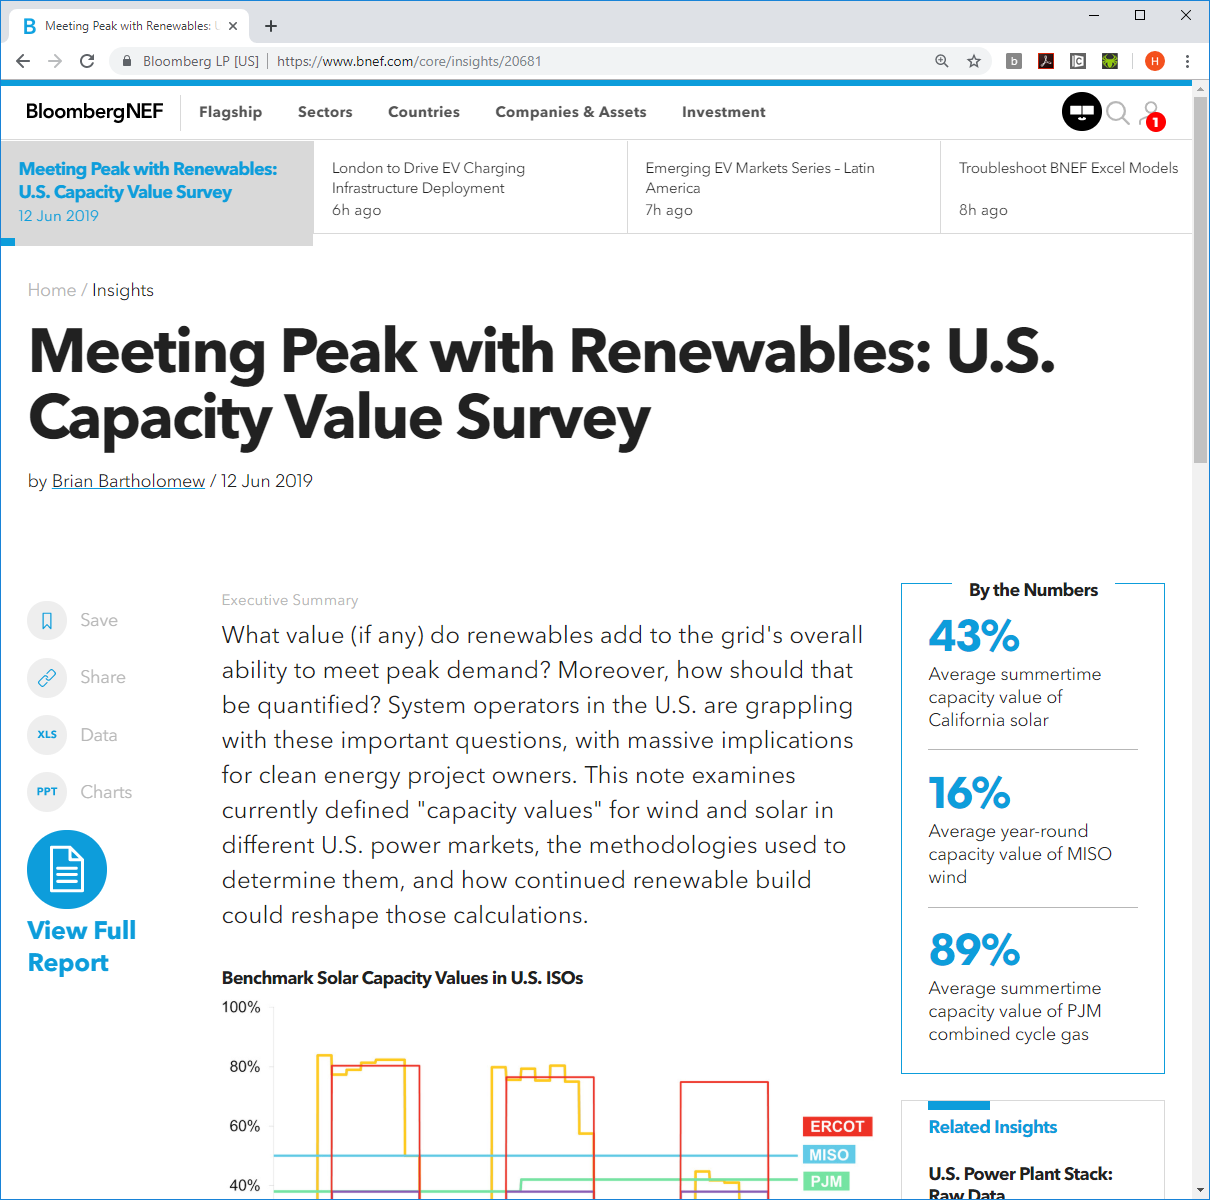 B Meeting Peak with Renewables: U
Bloomberg LP [US] | https://www.bnef.com/core/insights/20681
b
H
BloombergNEF
Flagship Sectors Countries Companies & Assets Investment
1
Meeting Peak with Renewables:
U.S. Capacity Value Survey
12 Jun 2019
London to Drive EV Charging
Infrastructure Deployment
6h ago
Emerging EV Markets Series – Latin
America
7h ago
Troubleshoot BNEF Excel Models
8h ago
Home / Insights
Meeting Peak with Renewables: U.S.
Capacity Value Survey
by Brian Bartholomew / 12 Jun 2019
Save
Share
XLS Data
PPT Charts
View Full
Report
Executive Summary
What value (if any) do renewables add to the grid's overall
ability to meet peak demand? Moreover, how should that
be quantified? System operators in the U.S. are grappling
with these important questions, with massive implications
for clean energy project owners. This note examines
currently defined "capacity values" for wind and solar in
different U.S. power markets, the methodologies used to
determine them, and how continued renewable build
could reshape those calculations.
Benchmark Solar Capacity Values in U.S. ISOs
100%
80%
60%
40%
ERCOT
MISO
PJM
By the Numbers
43%
Average summertime
capacity value of
California solar
16%
Average year-round
capacity value of MISO
wind
89%
Average summertime
capacity value of PJM
combined cycle gas
Related Insights
U.S. Power Plant Stack:
Raw Data